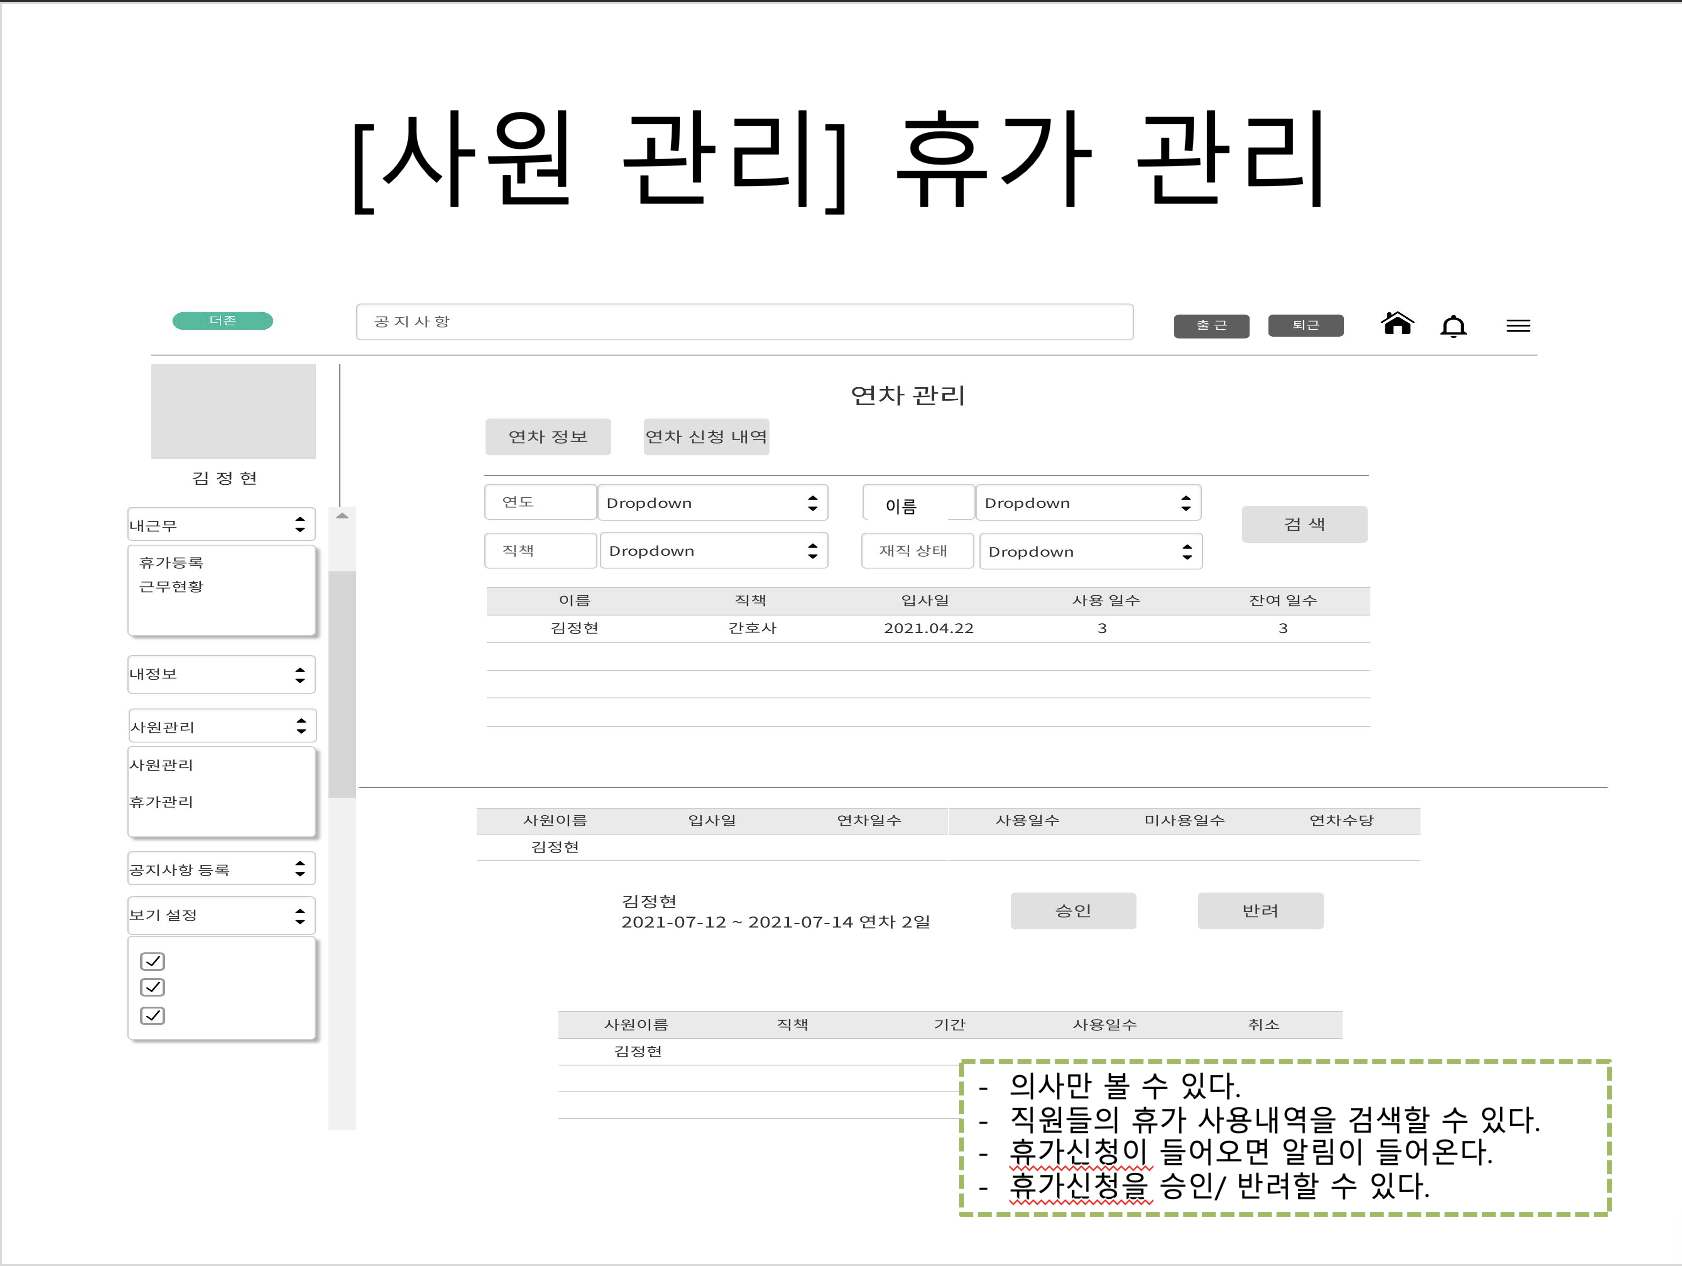 [사원 관리] 휴가 관리
더존
공지사항
출 근
퇴근
김 정 현
내근무
휴가등록
근무현황
내정보
사원관리
사원관리
휴가관리
공지사항 등록
보기 설정
연차 관리
연차 정보
연차 신청 내역
연도 Dropdown 이름 Dropdown
검 색
직책 Dropdown 재직 상태 Dropdown
이름 직책 입사일 사용 일수 잔여 일수
김정현 간호사 2021.04.22 3 3
사원이름 입사일 연차일수 사용일수 미사용일수 연차수당
김정현
김정현
2021-07-12 ~ 2021-07-14 연차 2일
승인
반려
사원이름 직책 기간 사용일수 취소
김정현
- 의사만 볼 수 있다.
- 직원들의 휴가 사용내역을 검색할 수 있다.
- 휴가신청이 들어오면 알림이 들어온다.
- 휴가신청을 승인/ 반려할 수 있다.